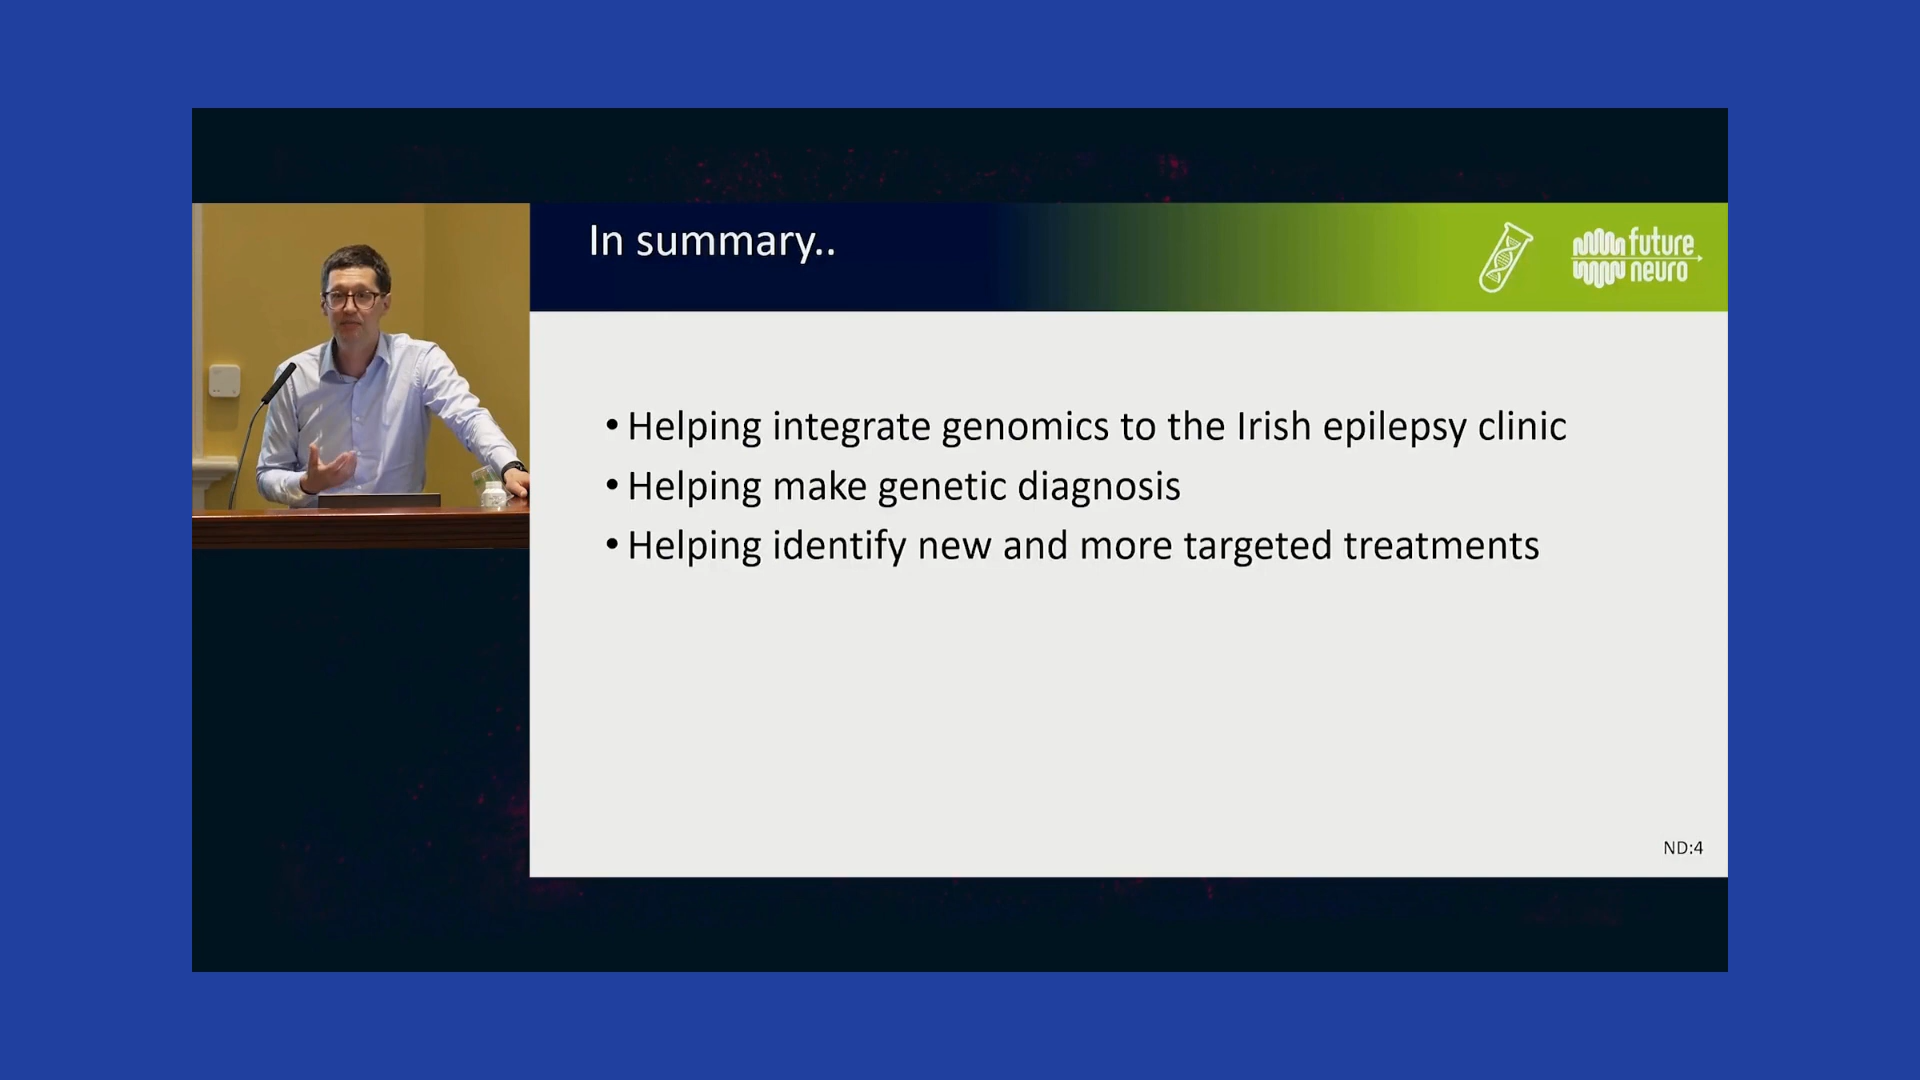 In summary..
future
neuro
• Helping integrate genomics to the Irish epilepsy clinic
• Helping make genetic diagnosis
• Helping identify new and more targeted treatments
ND:4